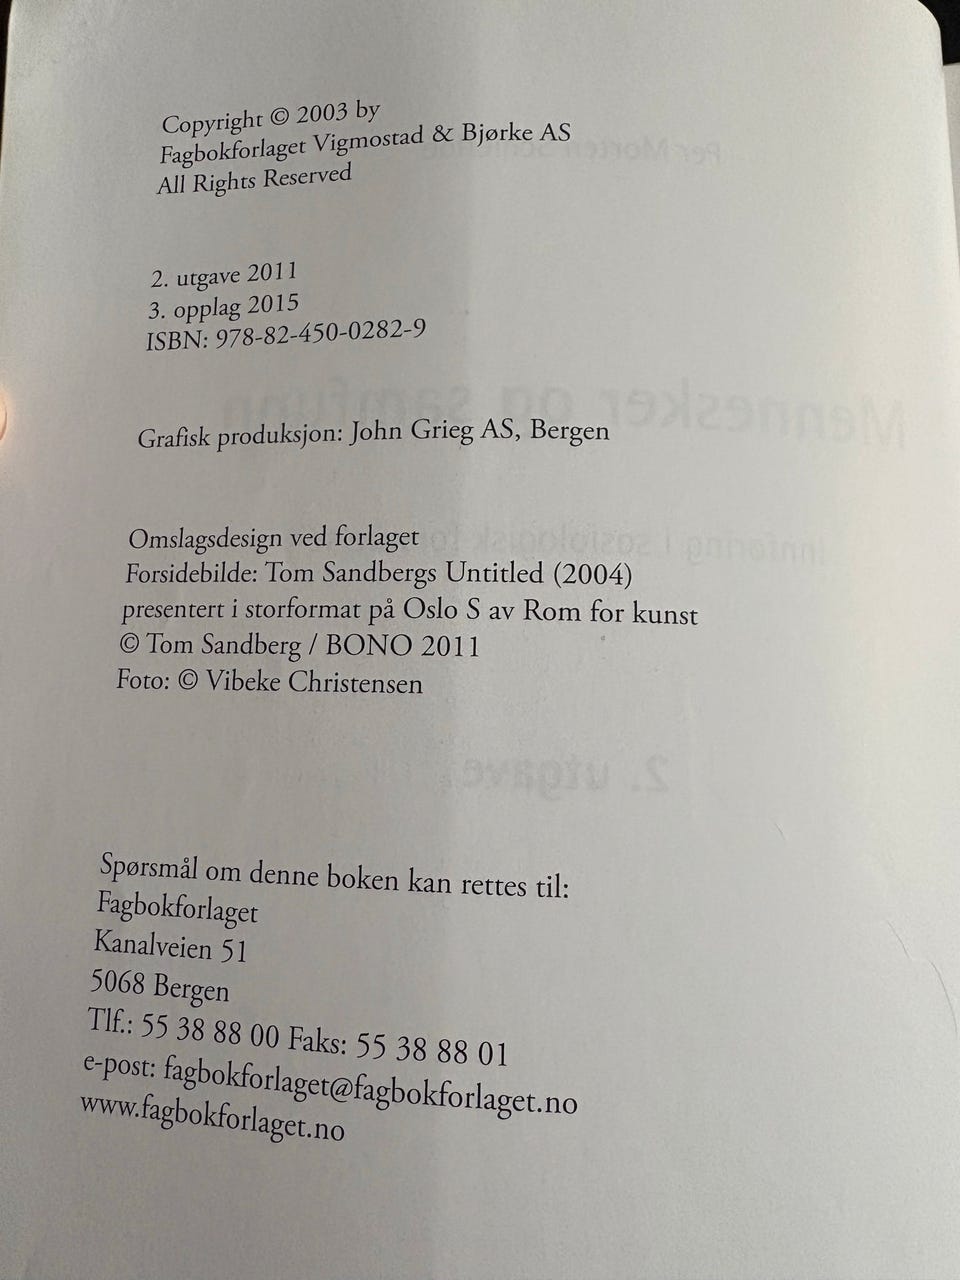 Copyright © 2003 by
Fagbokforlaget Vigmostad & Bjørke AS
All Rights Reserved
2. utgave 2011
3. opplag 2015
ISBN: 978-82-450-0282-9
Grafisk produksjon: John Grieg AS, Bergen
Omslagsdesign ved forlaget
Forsidebilde: Tom Sandbergs Untitled (2004)
presentert i storformat på Oslo S av Rom for kunst
© Tom Sandberg / BONO 2011
Foto: © Vibeke Christensen
Spørsmål om denne boken kan rettes til:
Fagbokforlaget
Kanalveien 51
5068 Bergen
Tlf.: 55 38 88 00 Faks: 55 38 88 01
e-post: fagbokforlaget@fagbokforlaget.no
www.fagbokforlaget.no